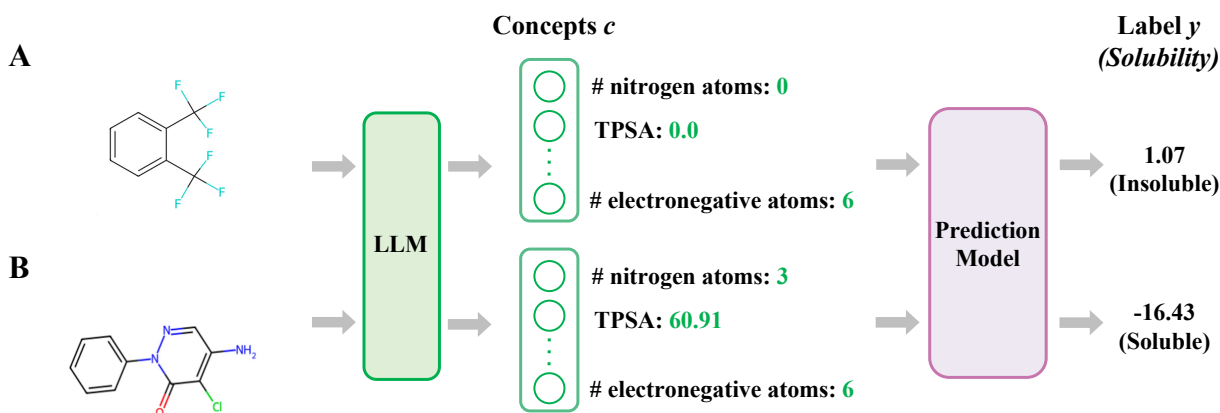 Concepts c
Label y
(Solubility)
A
F
F
F
F
F
F
# nitrogen atoms: 0
TPSA: 0.0
# electronegative atoms: 6
1.07
(Insoluble)
LLM
Prediction
Model
B
N
N
NH₂
O
Cl
# nitrogen atoms: 3
TPSA: 60.91
# electronegative atoms: 6
-16.43
(Soluble)